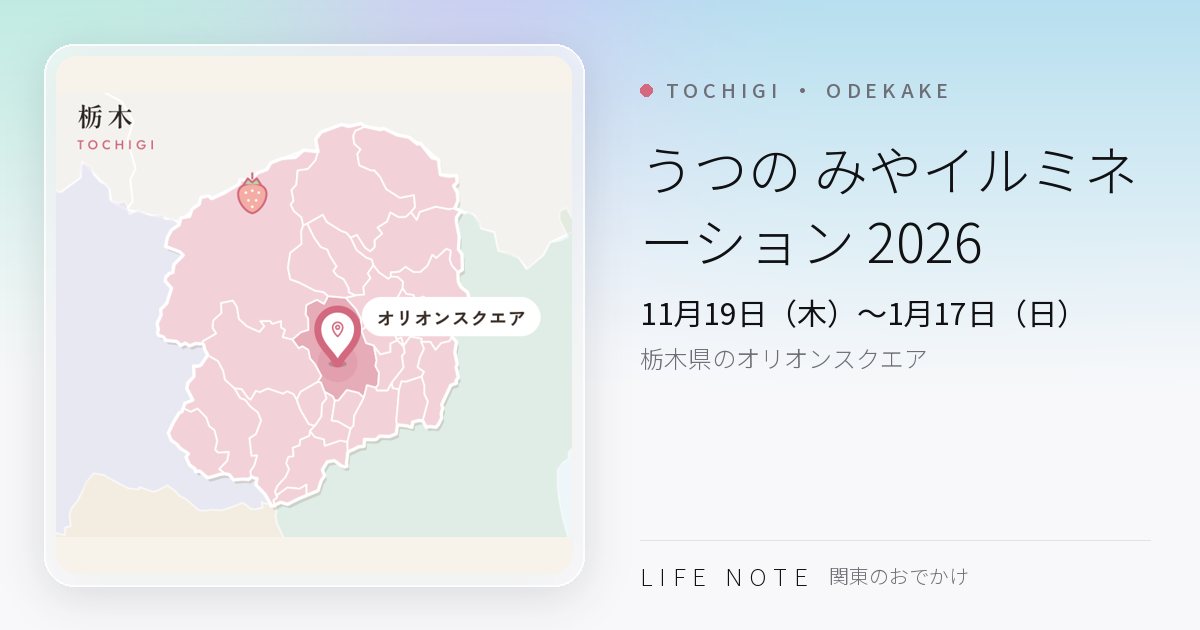 栃木
TOCHIGI
オリオンスクエア
TOCHIGI ・ ODEKAKE
うつの みやイルミネ
ーション 2026
11月19日（木）〜1月17日（日）
栃木県のオリオンスクエア
LIFE NOTE 関東のおでかけ